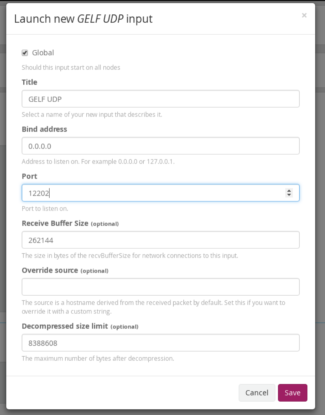 Launch new GELF UDP input
×
Global
Should this input start on all nodes
Title
GELF UDP
Select a name of your new input that describes it.
Bind address
0.0.0.0
Address to listen on. For example 0.0.0.0 or 127.0.0.1.
Port
12202
Port to listen on.
Receive Buffer Size (optional)
262144
The size in bytes of the recvBufferSize for network connections to this input.
Override source (optional)
The source is a hostname derived from the received packet by default. Set this if you want to
override it with a custom string.
Decompressed size limit (optional)
8388608
The maximum number of bytes after decompression.
Cancel Save